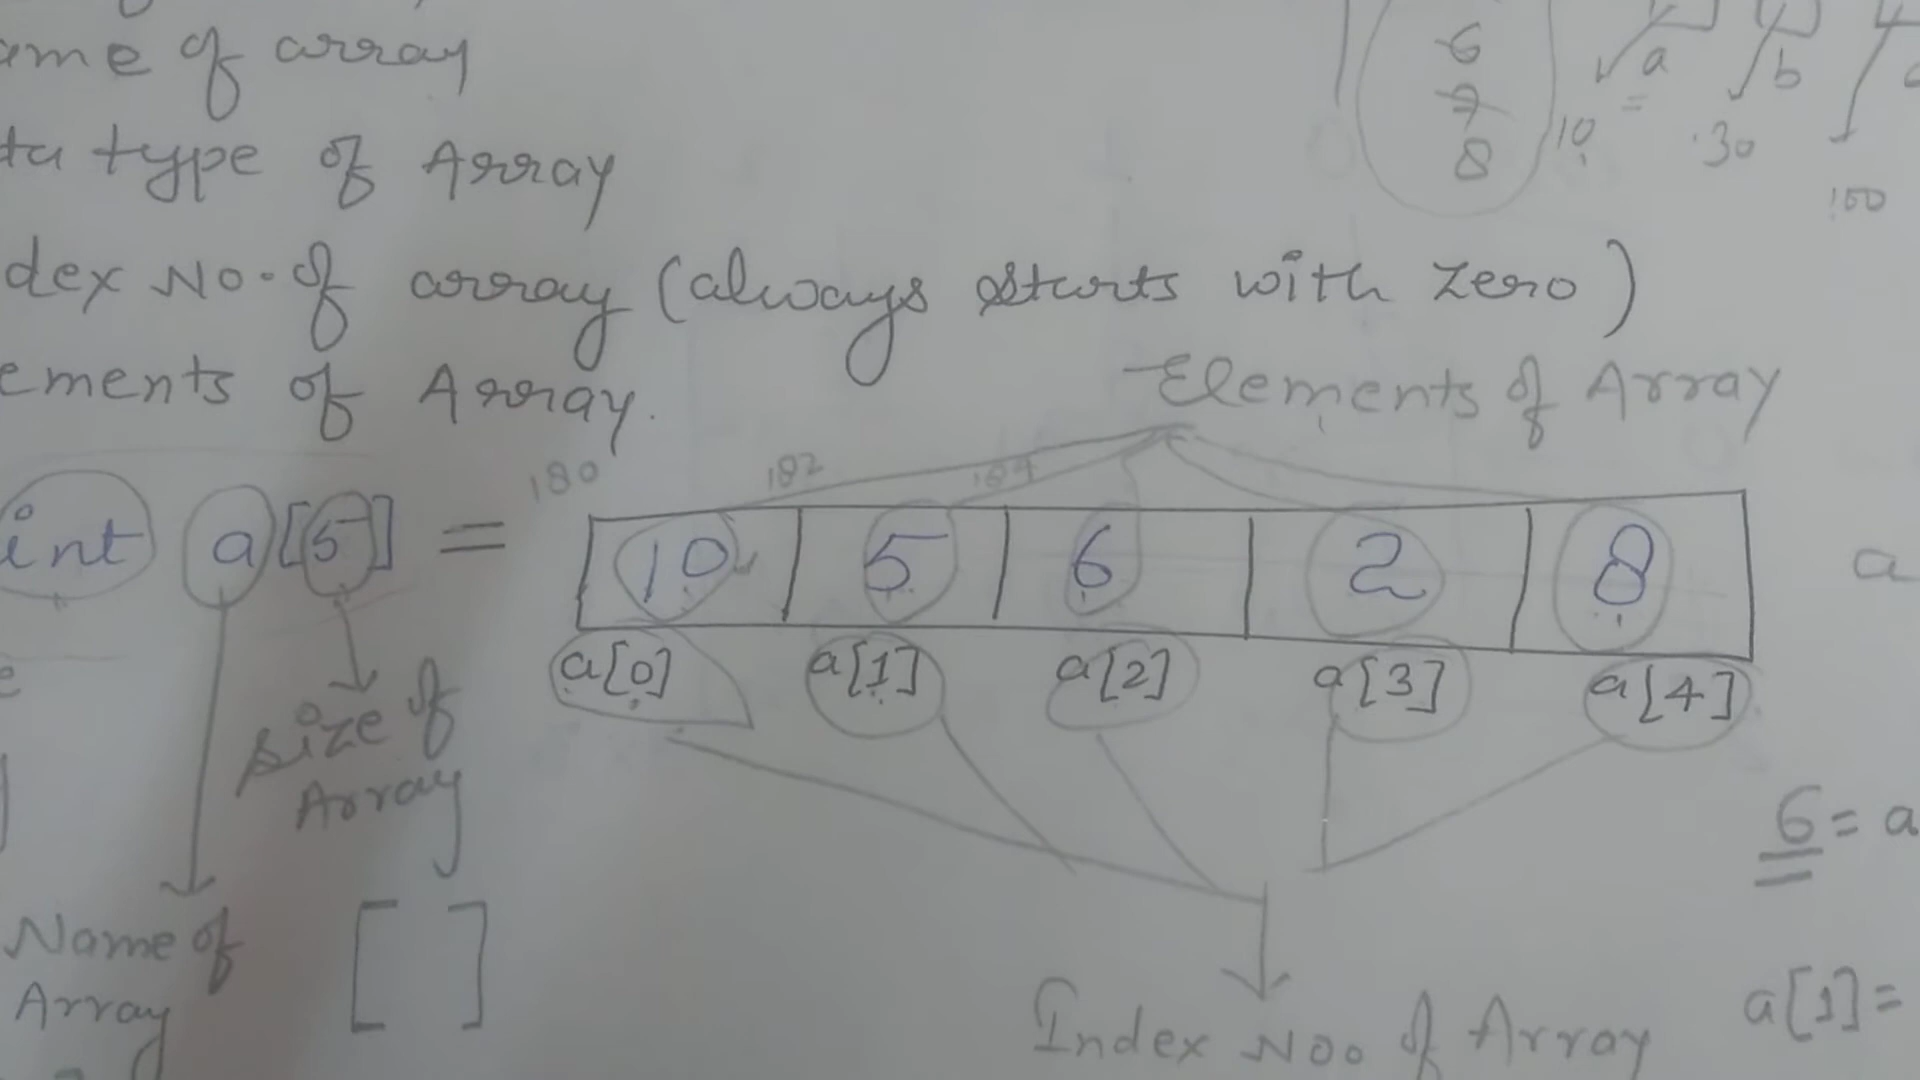 ame of array
ta type of Array
dex No. of array (always starts with zero)
ements of Array.
6
7
8
a
b
10
30
100
Elements of Array
180
182
184
int a[5] =
10 5 6 2 8
a[0] a[1] a[2] a[3] a[4]
Size of
Array
Name of
Array
[ ]
Index No. of Array
a
6 = a
a[1] =